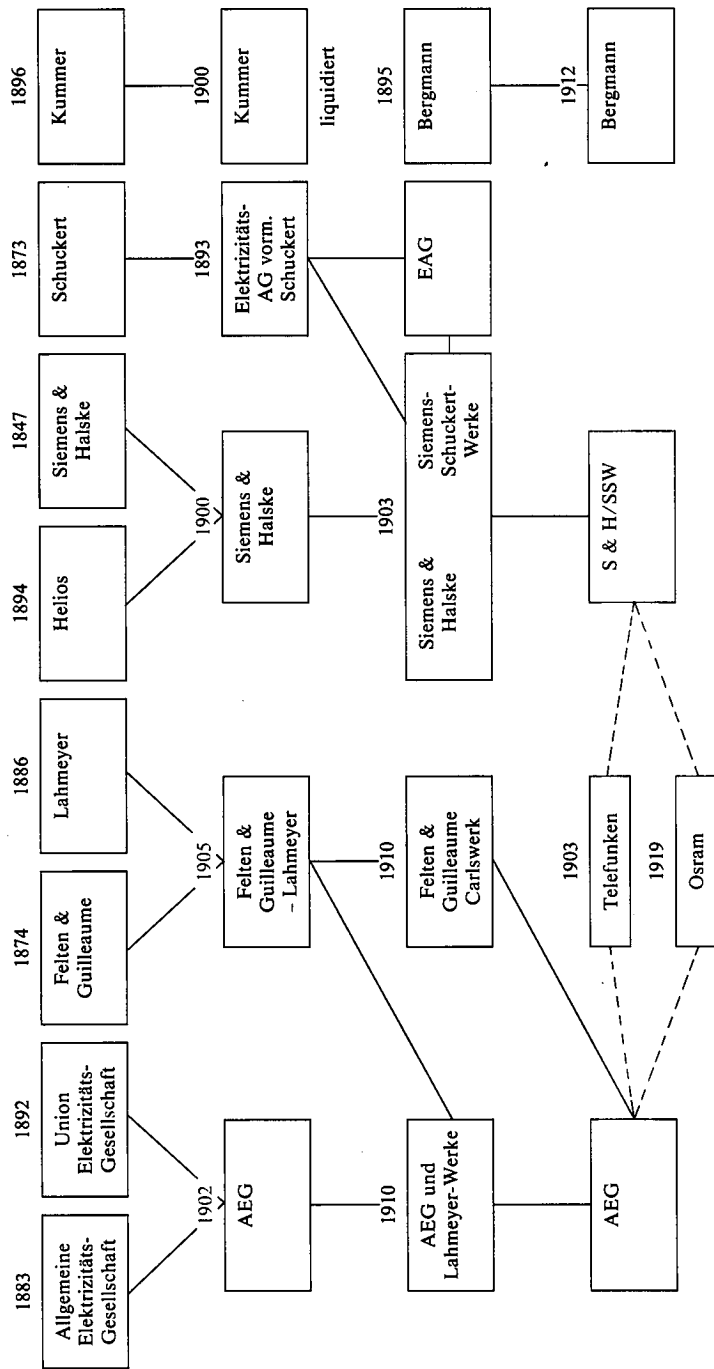 1883
Allgemeine
Elektrizitäts-
Gesellschaft
1892
Union
Elektrizitäts-
Gesellschaft
1874
Felten &
Guilleaume
1886
Lahmeyer
1894
Helios
1847
Siemens &
Halske
1873
Schuckert
1896
Kummer
1902
AEG
1905
Felten &
Guilleaume
– Lahmeyer
1900
Siemens &
Halske
1893
Elektrizitäts-
AG vorm.
Schuckert
1900
Kummer
liquidiert
1910
AEG und
Lahmeyer-Werke
1910
Felten &
Guilleaume
Carlswerk
1903
Siemens &
Halske
Siemens-
Schuckert-
Werke
EAG
1895
Bergmann
AEG
1903
Telefunken
1919
Osram
S & H/SSW
1912
Bergmann